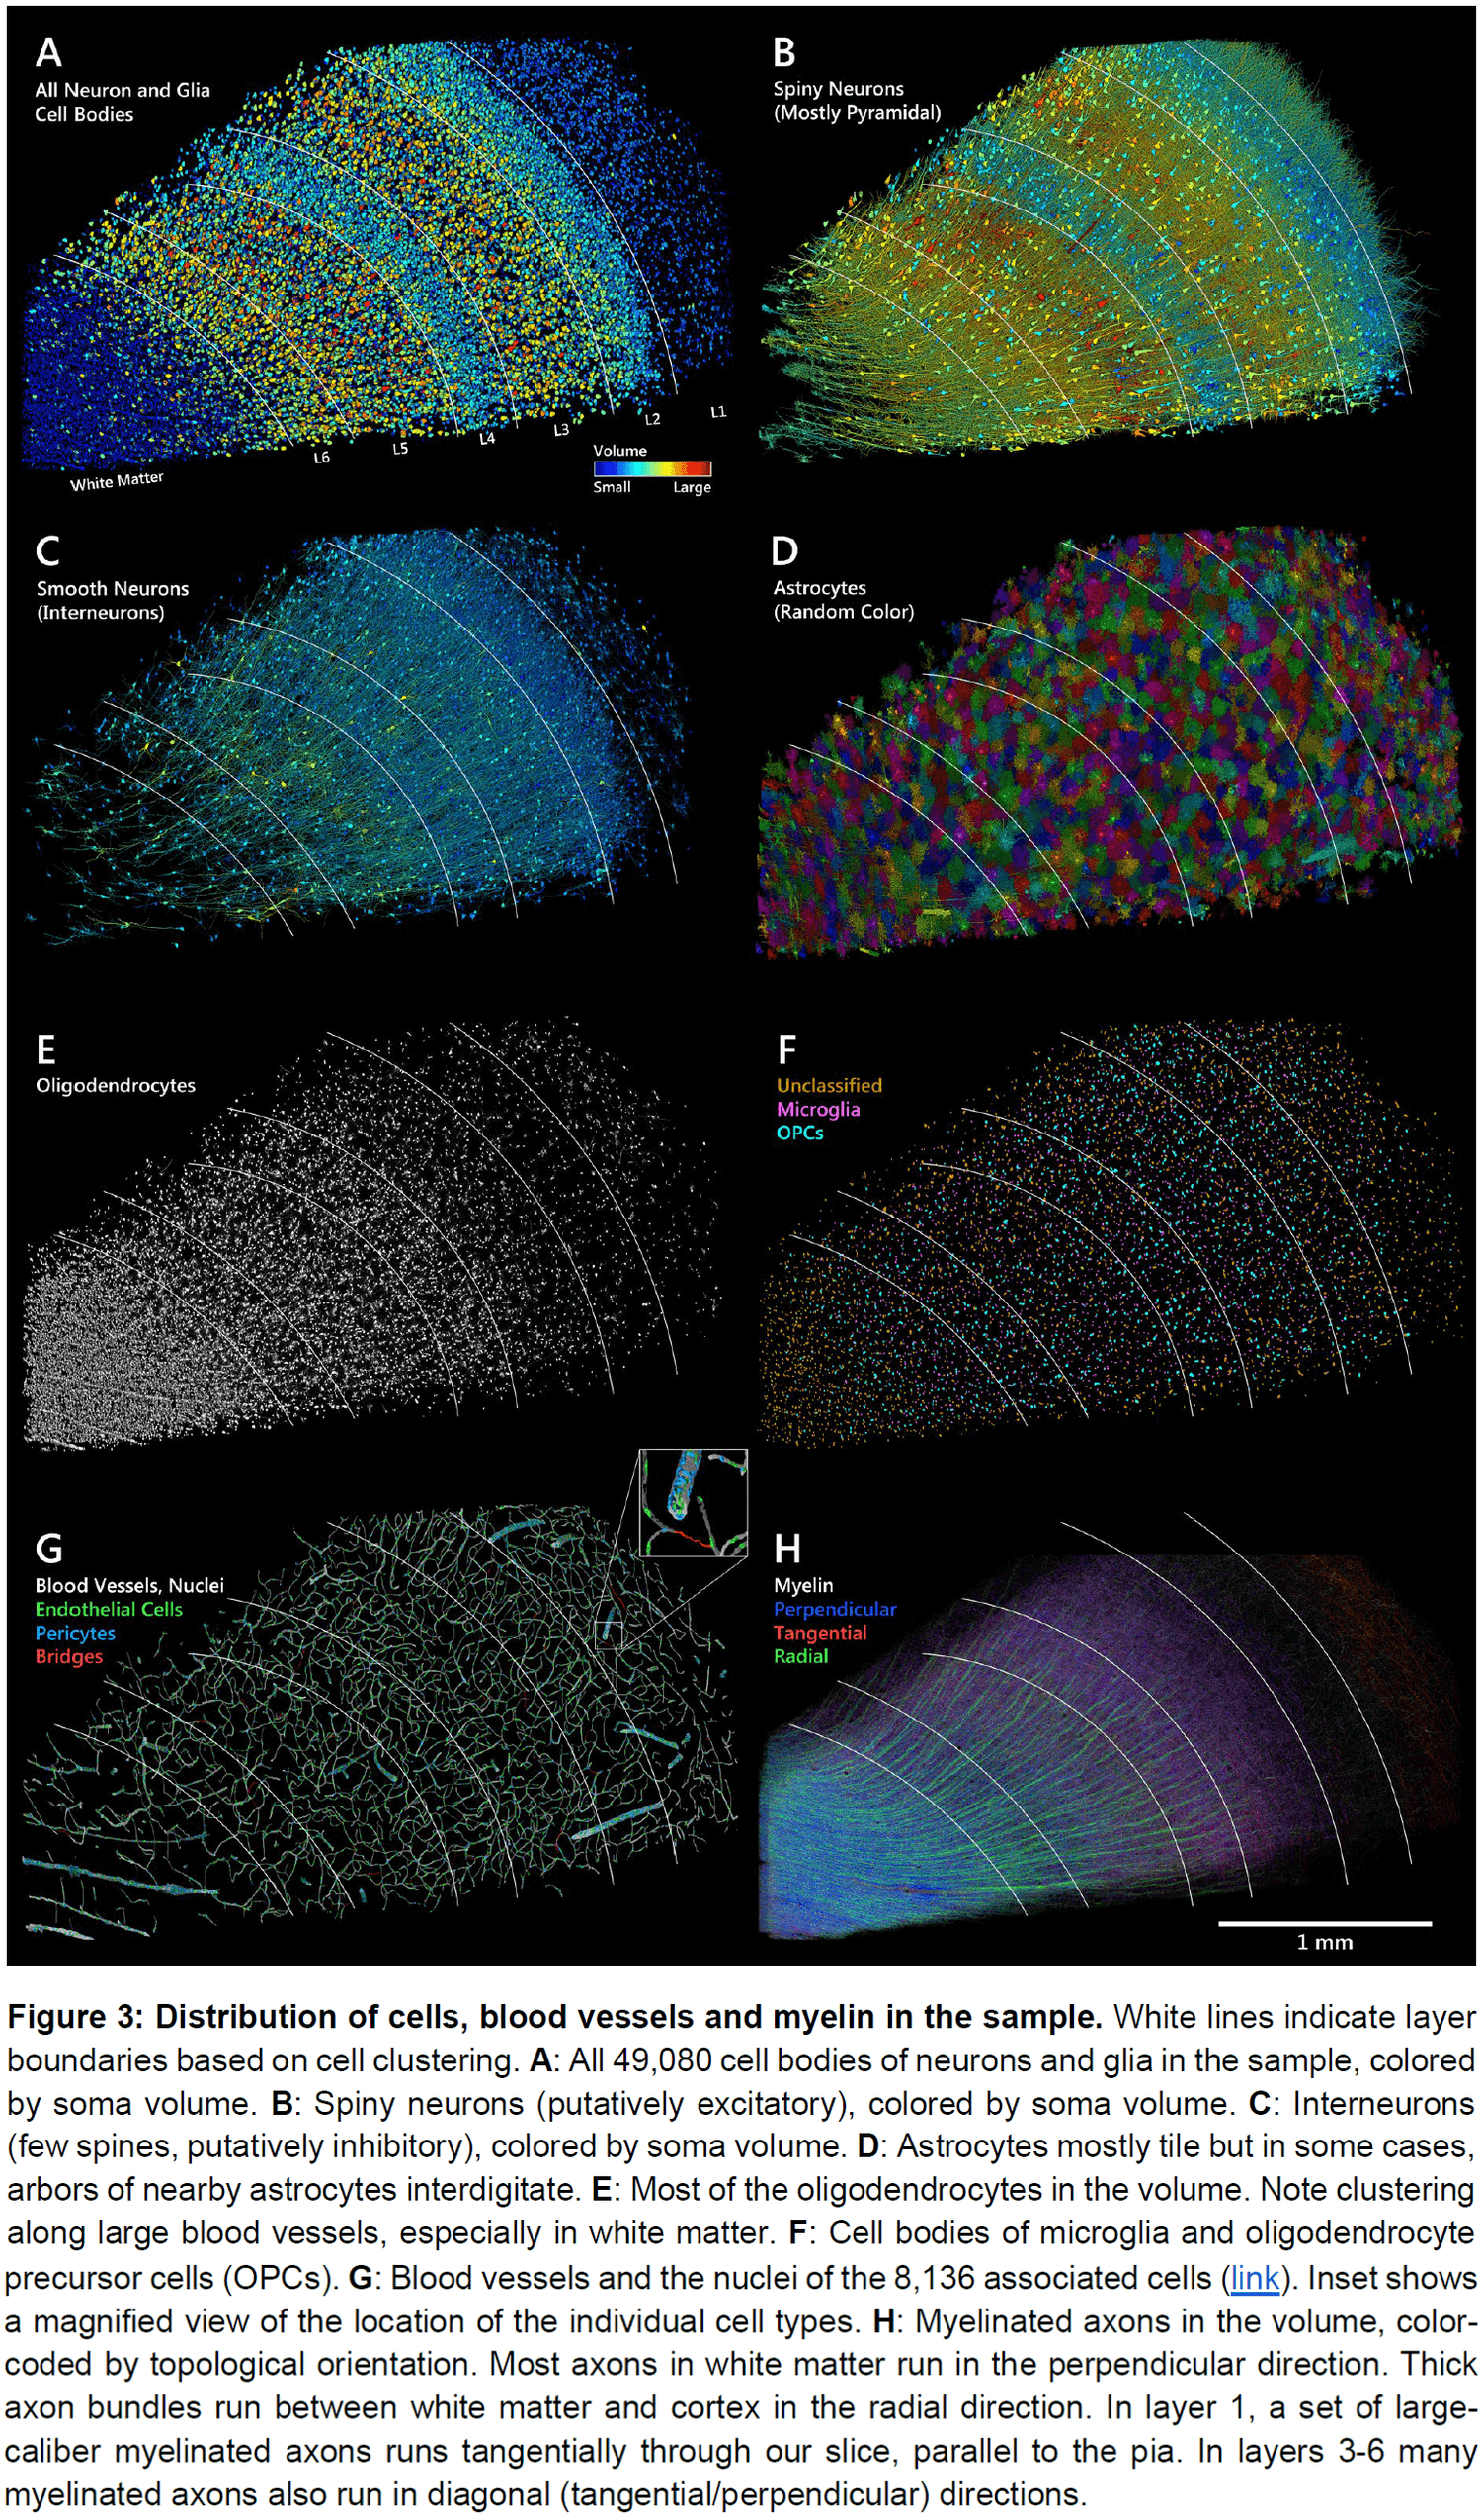 A
All Neuron and Glia
Cell Bodies
White Matter
L6
L5
L4
L3
L2
L1
Volume
Small Large
B
Spiny Neurons
(Mostly Pyramidal)
C
Smooth Neurons
(Interneurons)
D
Astrocytes
(Random Color)
E
Oligodendrocytes
F
Unclassified
Microglia
OPCs
G
Blood Vessels, Nuclei
Endothelial Cells
Pericytes
Bridges
H
Myelin
Perpendicular
Tangential
Radial
1 mm
Figure 3: Distribution of cells, blood vessels and myelin in the sample. White lines indicate layer
boundaries based on cell clustering. A: All 49,080 cell bodies of neurons and glia in the sample, colored
by soma volume. B: Spiny neurons (putatively excitatory), colored by soma volume. C: Interneurons
(few spines, putatively inhibitory), colored by soma volume. D: Astrocytes mostly tile but in some cases,
arbors of nearby astrocytes interdigitate. E: Most of the oligodendrocytes in the volume. Note clustering
along large blood vessels, especially in white matter. F: Cell bodies of microglia and oligodendrocyte
precursor cells (OPCs). G: Blood vessels and the nuclei of the 8,136 associated cells (link). Inset shows
a magnified view of the location of the individual cell types. H: Myelinated axons in the volume, color-
coded by topological orientation. Most axons in white matter run in the perpendicular direction. Thick
axon bundles run between white matter and cortex in the radial direction. In layer 1, a set of large-
caliber myelinated axons runs tangentially through our slice, parallel to the pia. In layers 3-6 many
myelinated axons also run in diagonal (tangential/perpendicular) directions.